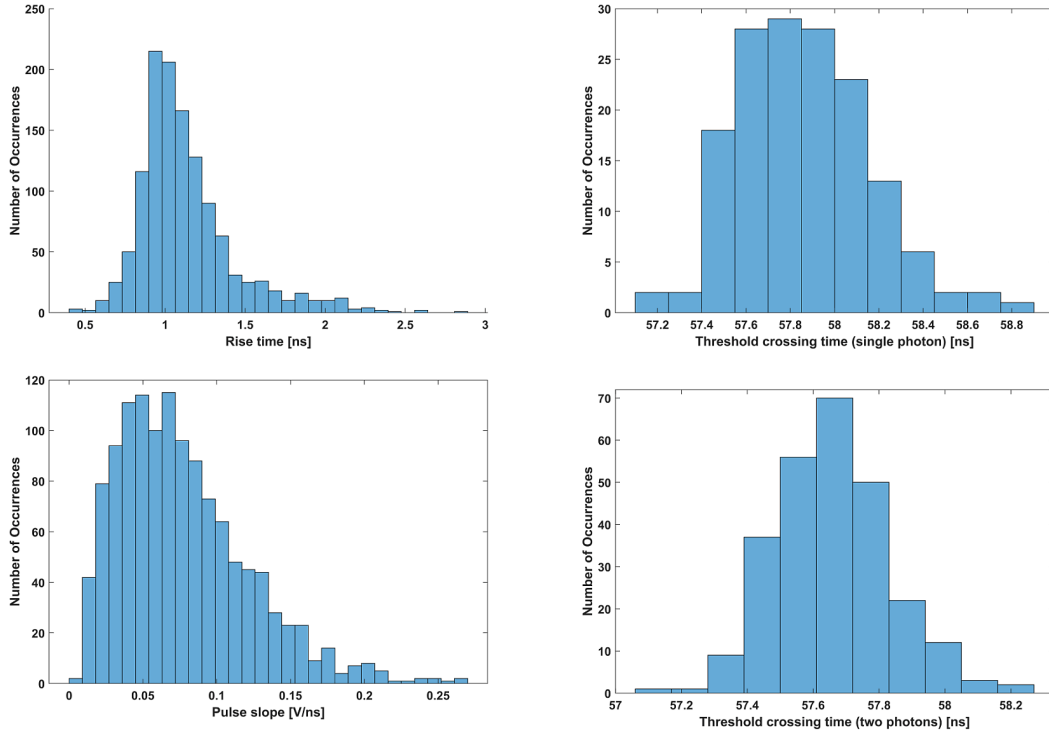 250
200
150
100
50
0
Number of Occurrences
0.5 1 1.5 2 2.5 3
Rise time [ns]
30
25
20
15
10
5
0
Number of Occurrences
57.2 57.4 57.6 57.8 58 58.2 58.4 58.6 58.8
Threshold crossing time (single photon) [ns]
120
100
80
60
40
20
0
Number of Occurrences
0 0.05 0.1 0.15 0.2 0.25
Pulse slope [V/ns]
70
60
50
40
30
20
10
0
Number of Occurrences
57 57.2 57.4 57.6 57.8 58 58.2
Threshold crossing time (two photons) [ns]